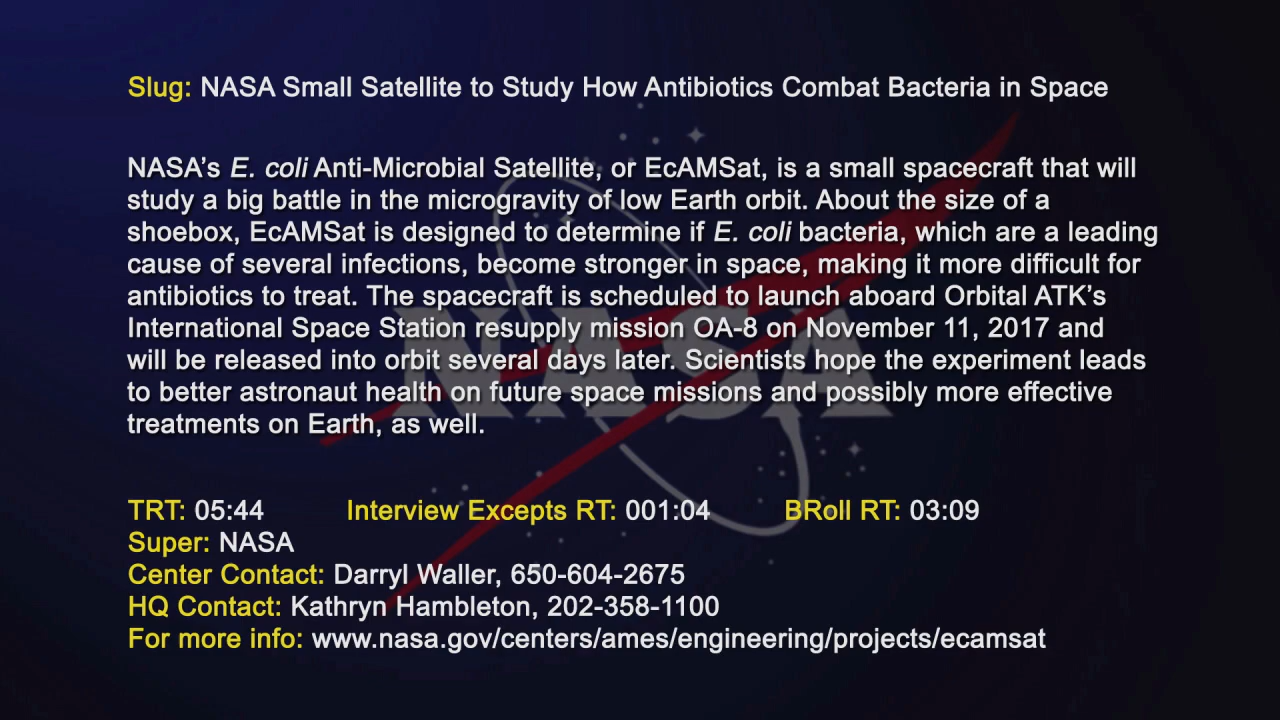 Slug: NASA Small Satellite to Study How Antibiotics Combat Bacteria in Space
NASA’s E. coli Anti-Microbial Satellite, or EcAMSat, is a small spacecraft that will
study a big battle in the microgravity of low Earth orbit. About the size of a
shoebox, EcAMSat is designed to determine if E. coli bacteria, which are a leading
cause of several infections, become stronger in space, making it more difficult for
antibiotics to treat. The spacecraft is scheduled to launch aboard Orbital ATK’s
International Space Station resupply mission OA-8 on November 11, 2017 and
will be released into orbit several days later. Scientists hope the experiment leads
to better astronaut health on future space missions and possibly more effective
treatments on Earth, as well.
NASA
TRT: 05:44 Interview Excepts RT: 001:04 BRoll RT: 03:09
Super: NASA
Center Contact: Darryl Waller, 650-604-2675
HQ Contact: Kathryn Hambleton, 202-358-1100
For more info: www.nasa.gov/centers/ames/engineering/projects/ecamsat